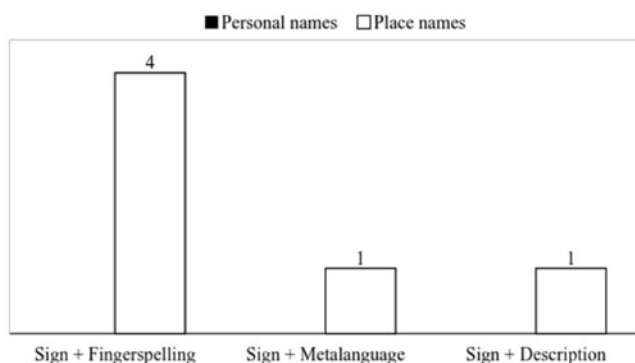 Personal names Place names
4
1 1
Sign + Fingerspelling Sign + Metalanguage Sign + Description